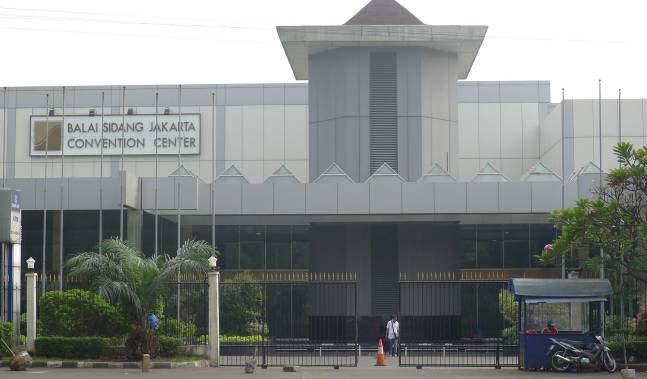 BALAI SIDANG JAKARTA
CONVENTION CENTER